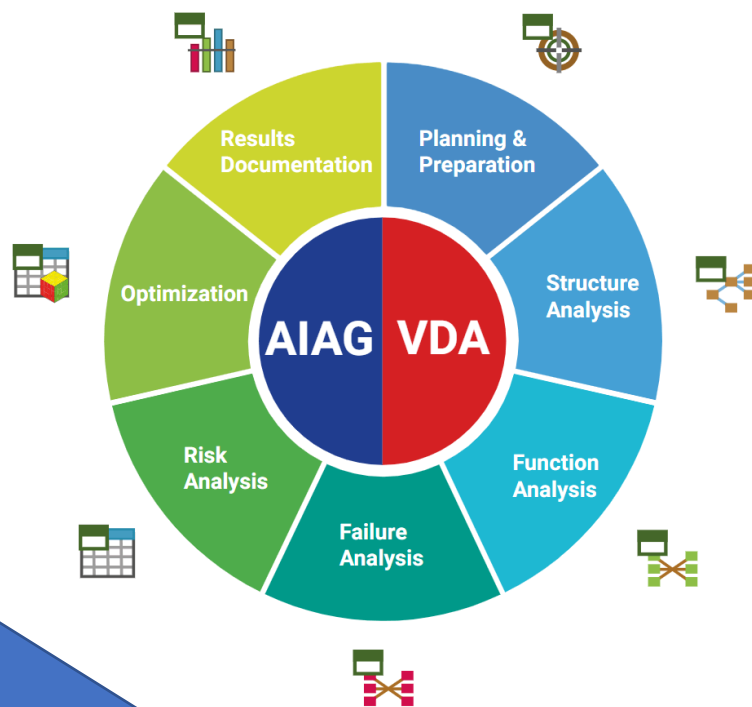 Results
Documentation
Planning &
Preparation
Structure
Analysis
Function
Analysis
Failure
Analysis
Risk
Analysis
Optimization
AIAG VDA